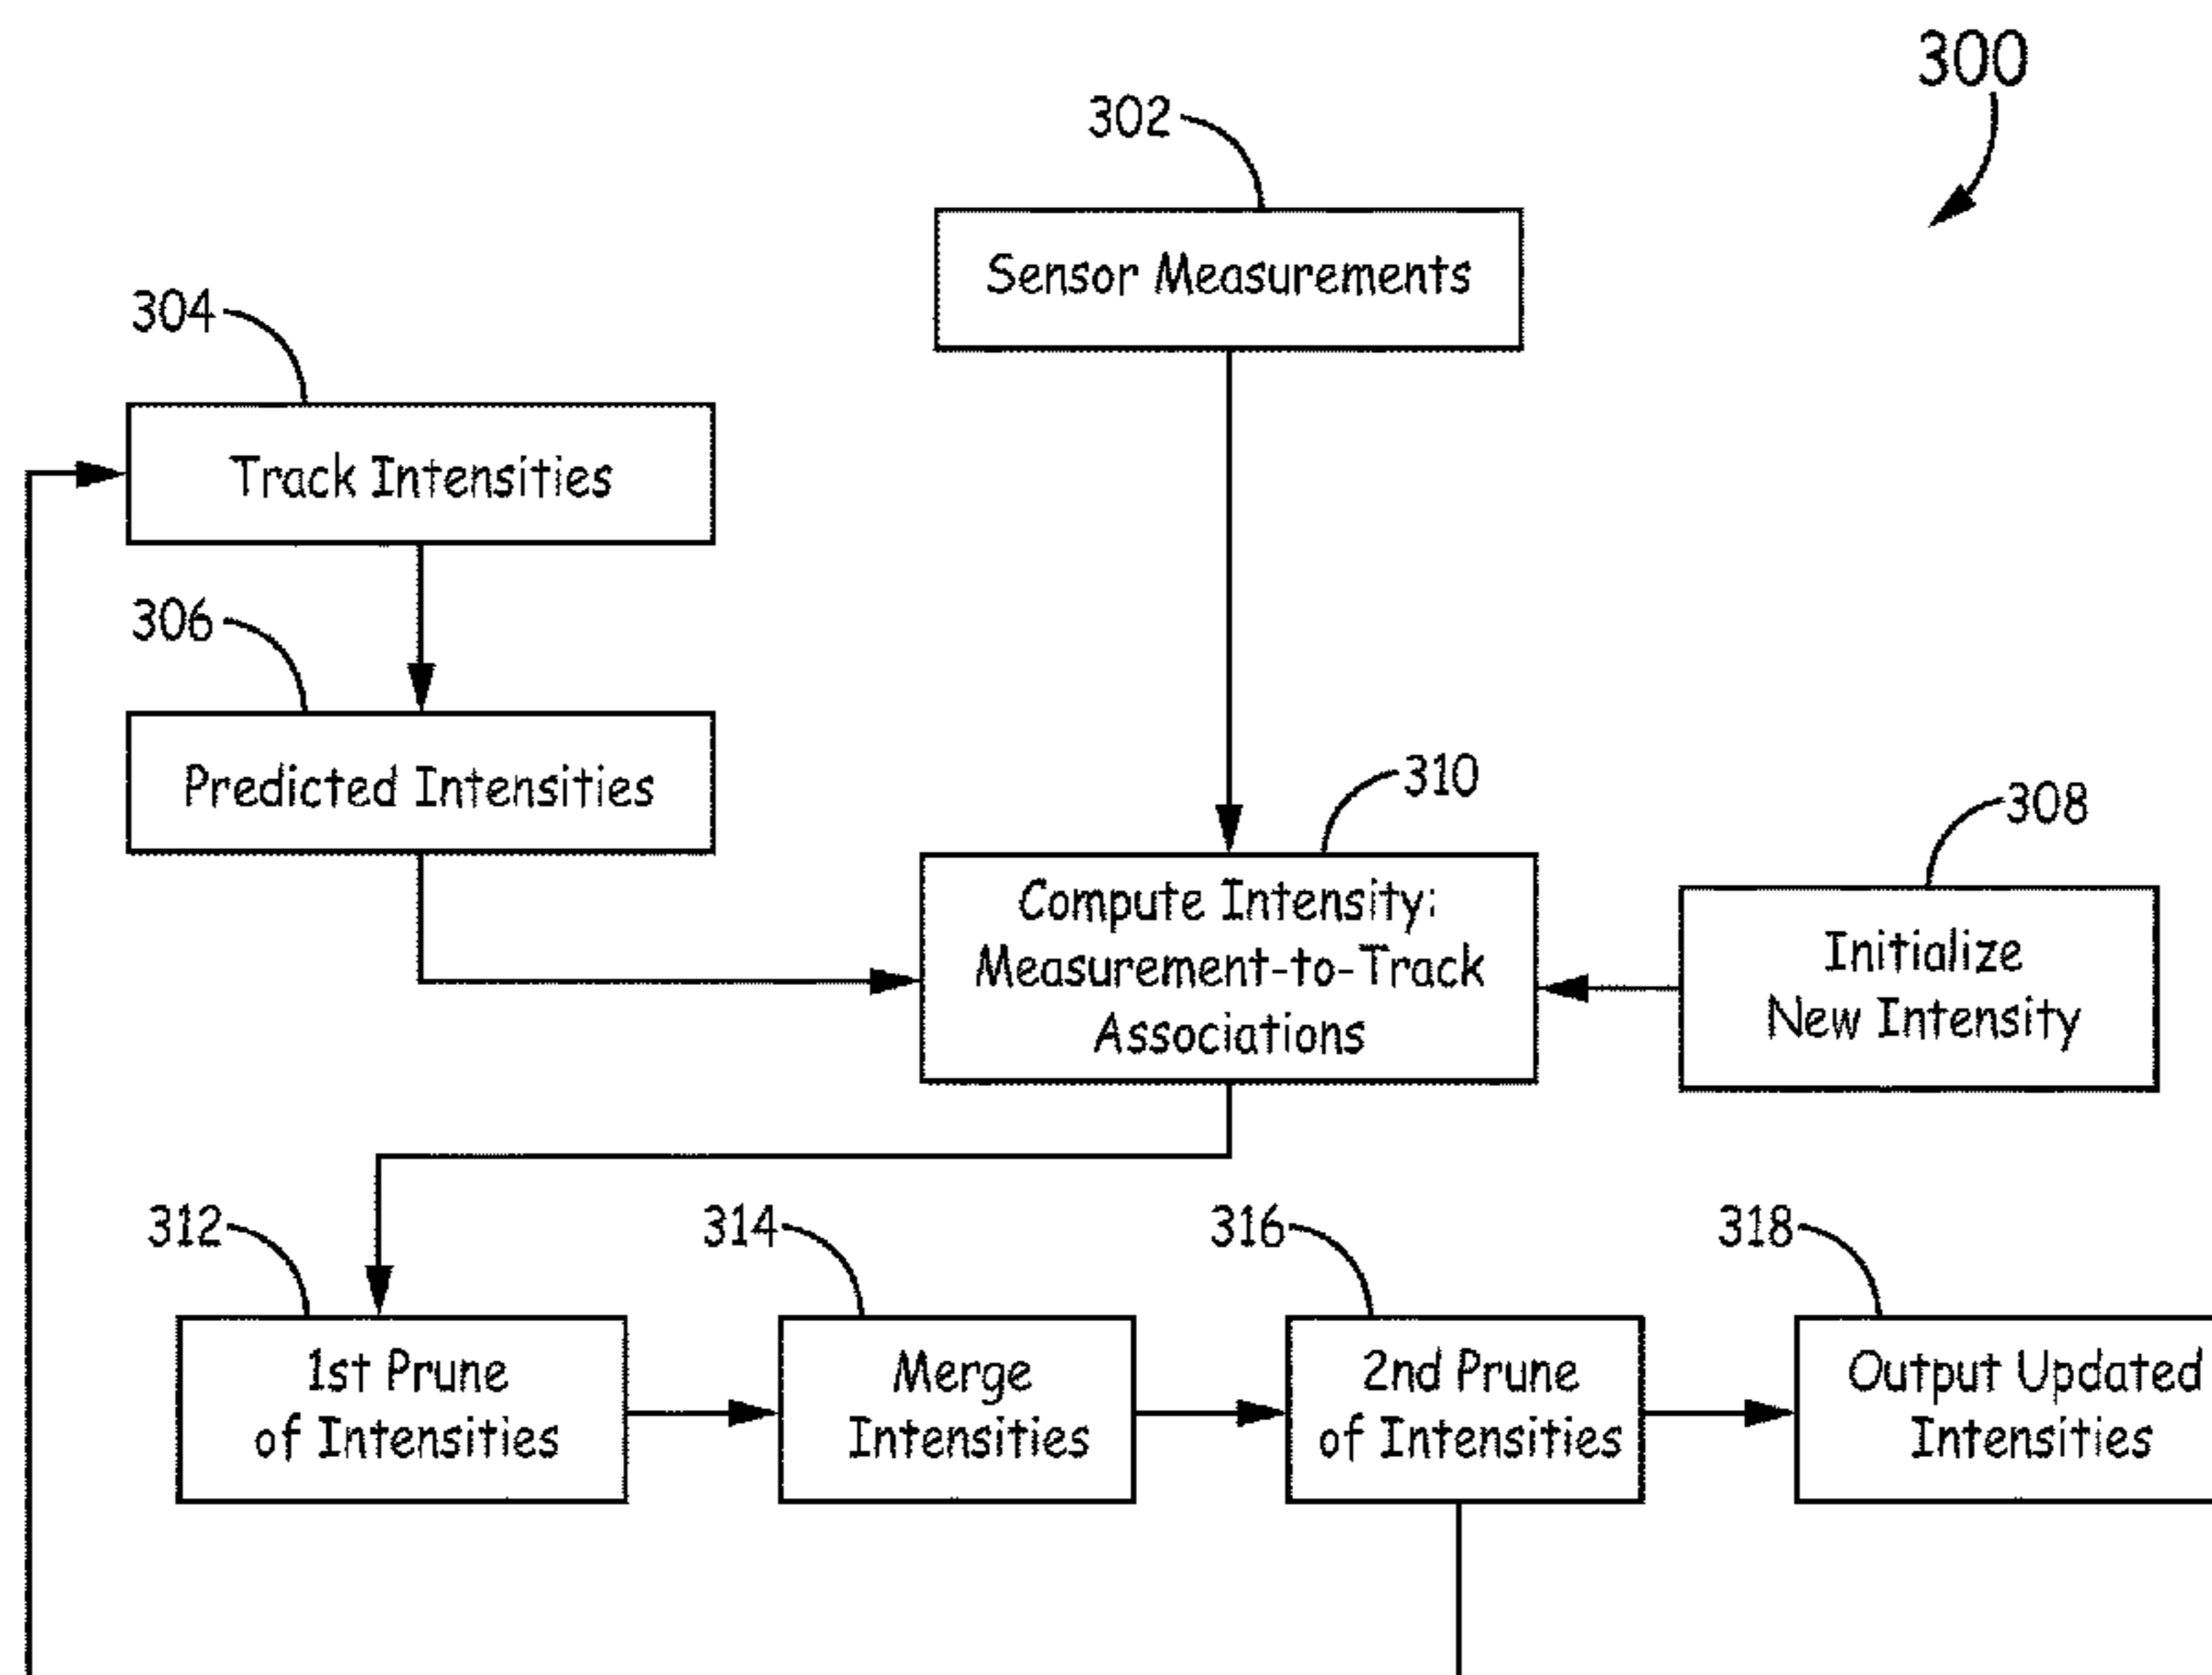 300
302
Sensor Measurements
304
Track Intensities
306
Predicted Intensities
310
Compute Intensity:
Measurement-to-Track
Associations
308
Initialize
New Intensity
312
1st Prune
of Intensities
314
Merge
Intensities
316
2nd Prune
of Intensities
318
Output Updated
Intensities